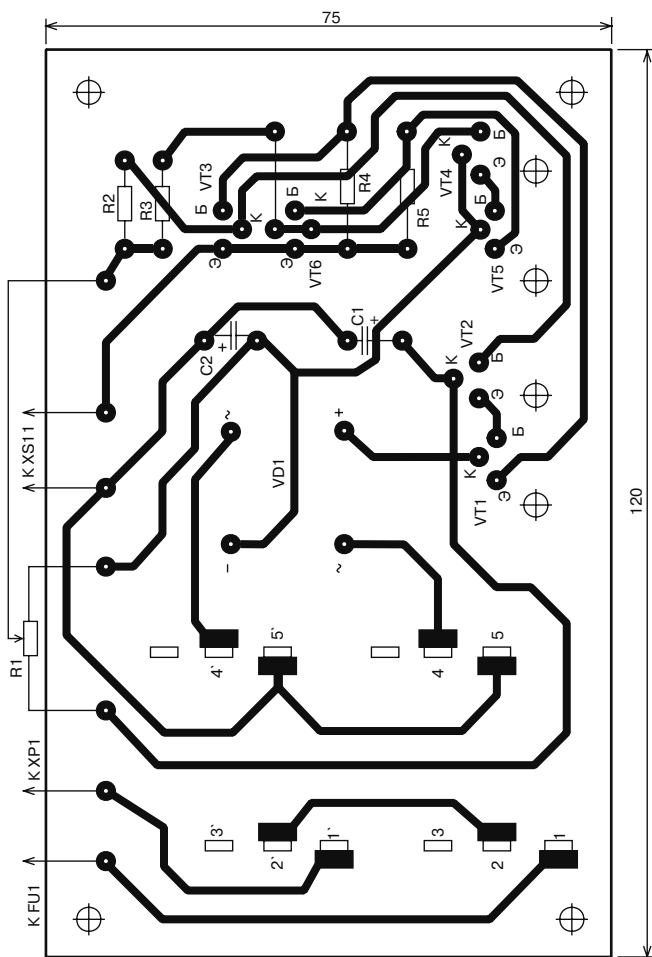 75
120
R2
R3
VT3
Б
К
Э
Б
К
Э
VT6
R4
R5
К
Б
VT4
Э
Б
К
Э
VT5
C2
+
C1
+
VT2
К
Б
Э
Б
К
Э
VT1
К XS11
~
+
VD1
–
~
R1
4`
5`
4
5
К XP1
3`
2`
1`
3
2
1
К FU1